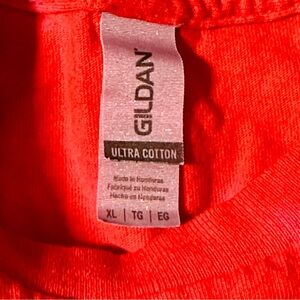 GILDAN
ULTRA COTTON
Made in Honduras
Fabriqué au Honduras
Hecho en Honduras
XL | TG | EG